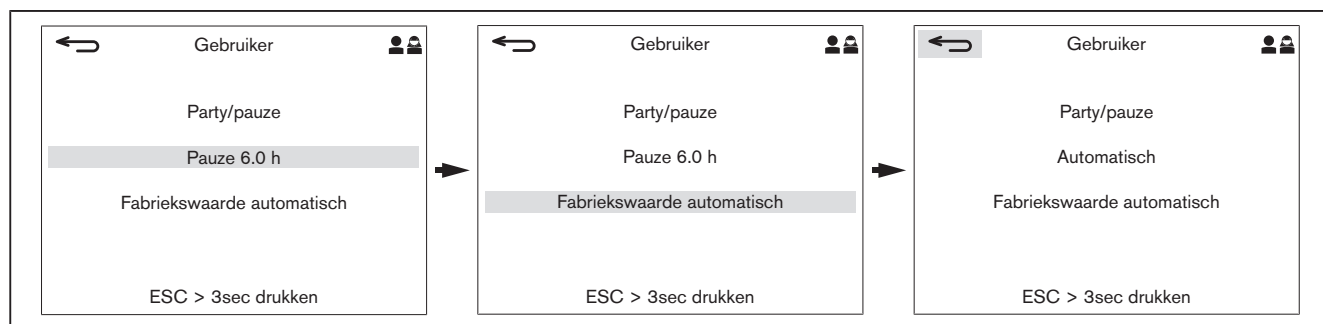 Gebruiker
Party/pauze
Pauze 6.0 h
Fabriekswaarde automatisch
ESC > 3sec drukken
Gebruiker
Party/pauze
Pauze 6.0 h
Fabriekswaarde automatisch
ESC > 3sec drukken
Gebruiker
Party/pauze
Automatisch
Fabriekswaarde automatisch
ESC > 3sec drukken